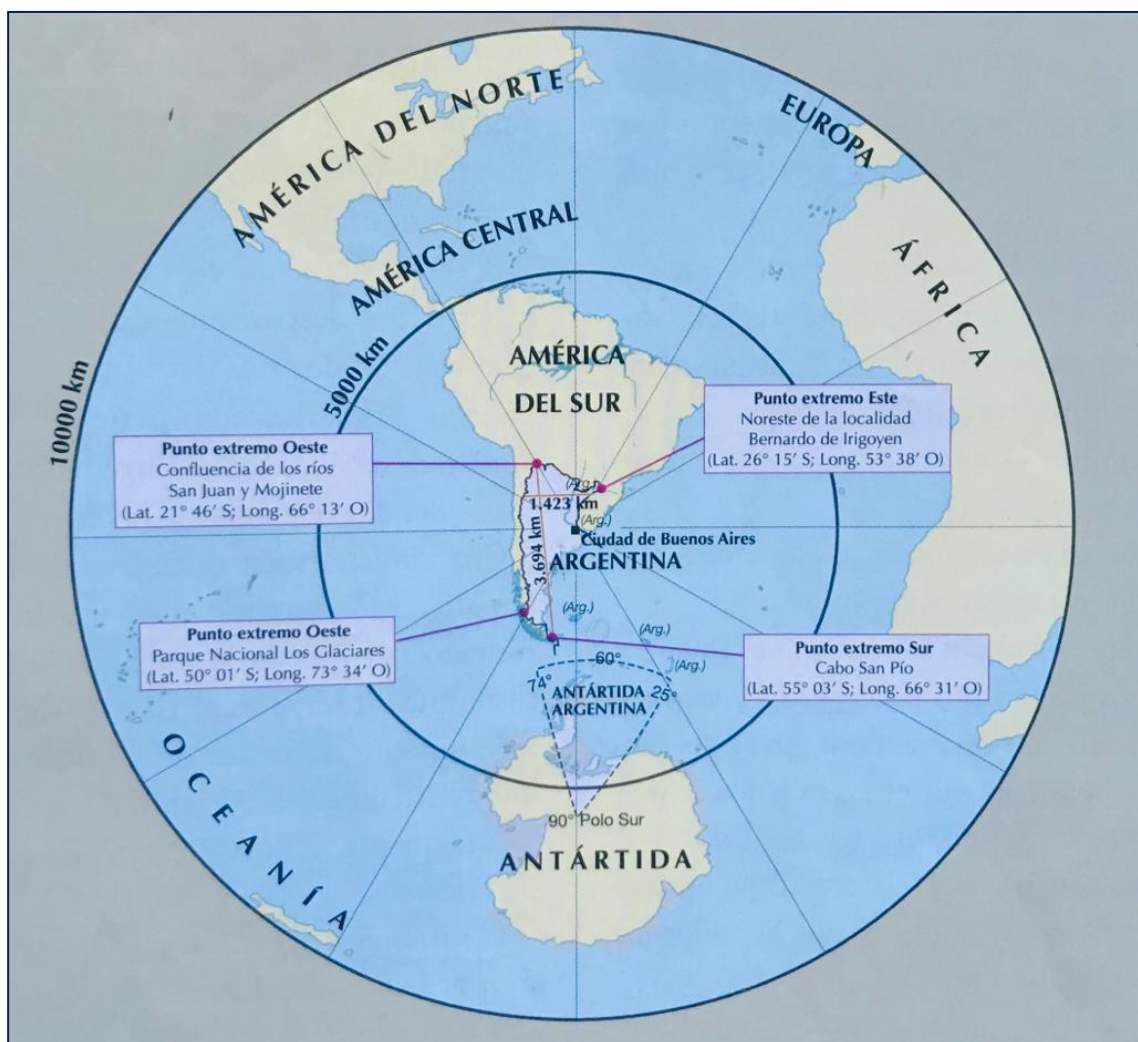 AMÉRICA DEL NORTE
EUROPA
AMÉRICA CENTRAL
ÁFRICA
10000 km
5000 km
AMÉRICA
DEL SUR
Punto extremo Este
Noreste de la localidad
Bernardo de Irigoyen
(Lat. 26° 15′ S; Long. 53° 38′ O)
Punto extremo Oeste
Confluencia de los ríos
San Juan y Mojinete
(Lat. 21° 46′ S; Long. 66° 13′ O)
(Arg.)
1.423 km
(Arg.)
3.694 km
Ciudad de Buenos Aires
ARGENTINA
(Arg.)
Punto extremo Oeste
Parque Nacional Los Glaciares
(Lat. 50° 01′ S; Long. 73° 34′ O)
(Arg.)
Punto extremo Sur
Cabo San Pío
(Lat. 55° 03′ S; Long. 66° 31′ O)
60°
(Arg.)
74°
25°
ANTÁRTIDA
ARGENTINA
OCEANÍA
90° Polo Sur
ANTÁRTIDA